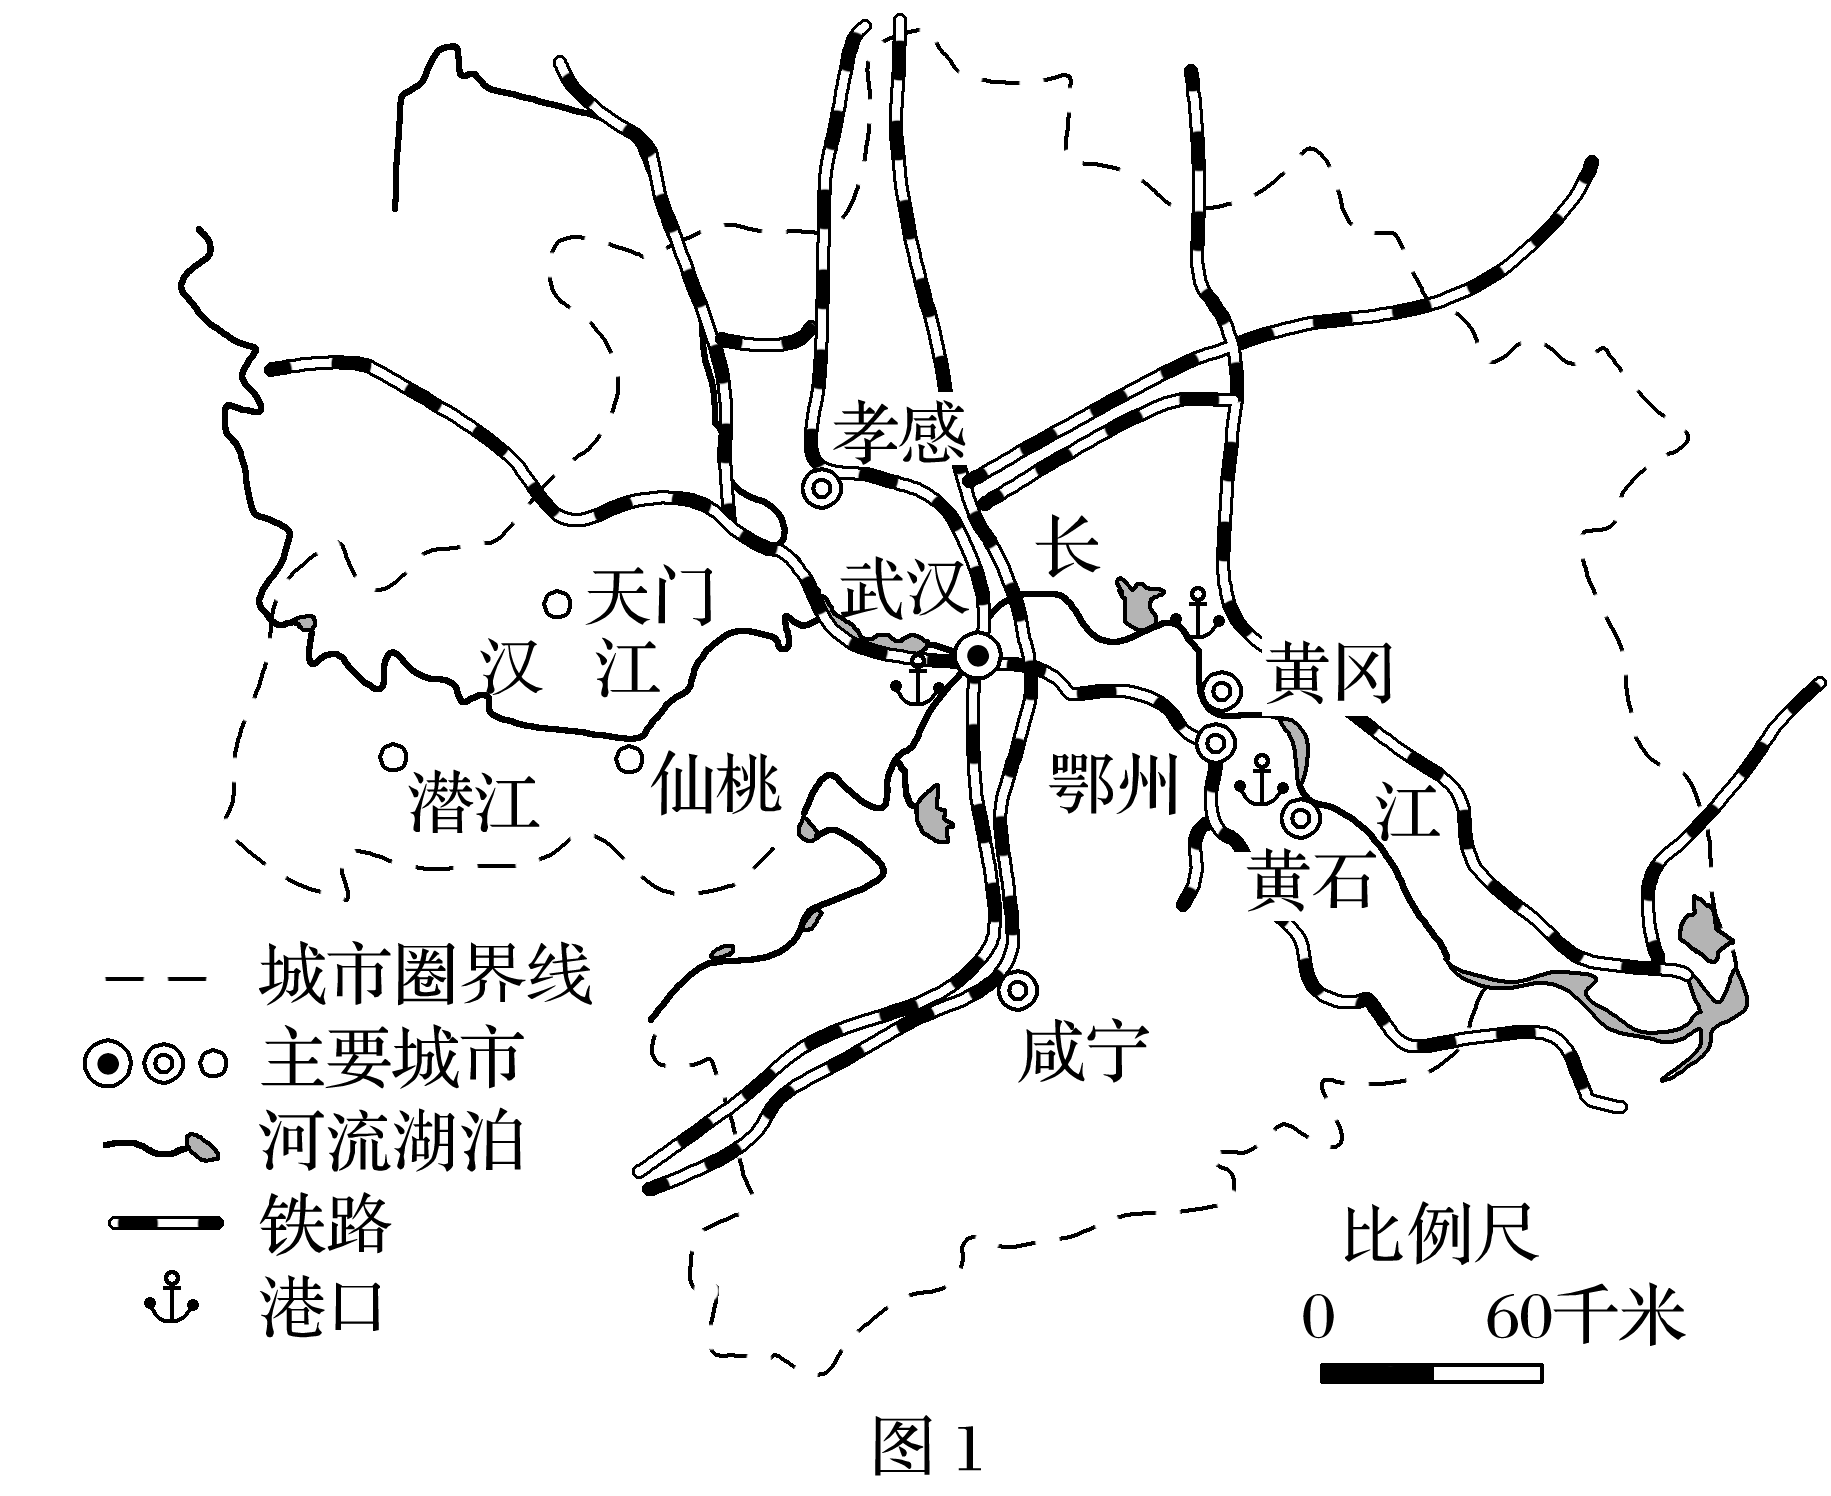 孝感
长
武汉
天门
汉 江
黄冈
潜江
仙桃
鄂州
江
黄石
咸宁
城市圈界线
主要城市
河流湖泊
铁路
港口
比例尺
0 60千米
图1